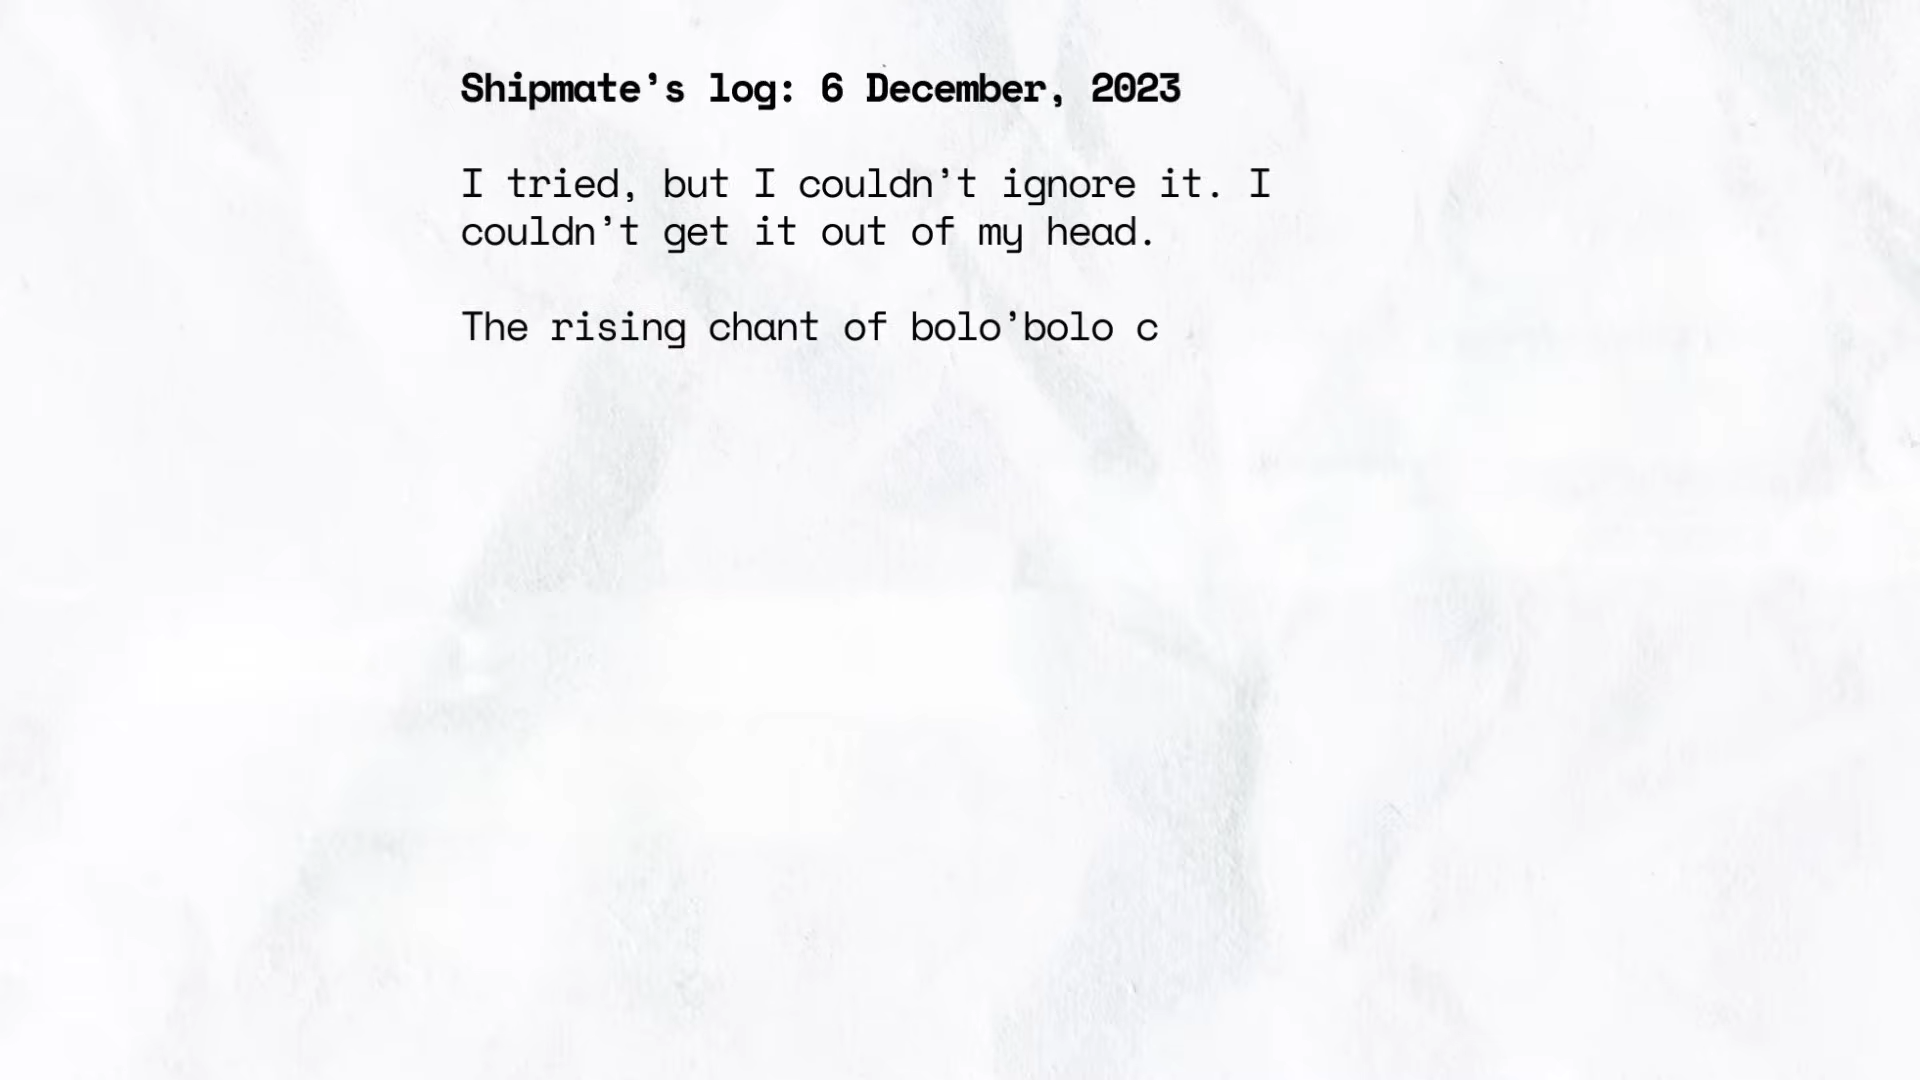 Shipmate’s log: 6 December, 2023
I tried, but I couldn’t ignore it. I
couldn’t get it out of my head.
The rising chant of bolo’bolo c